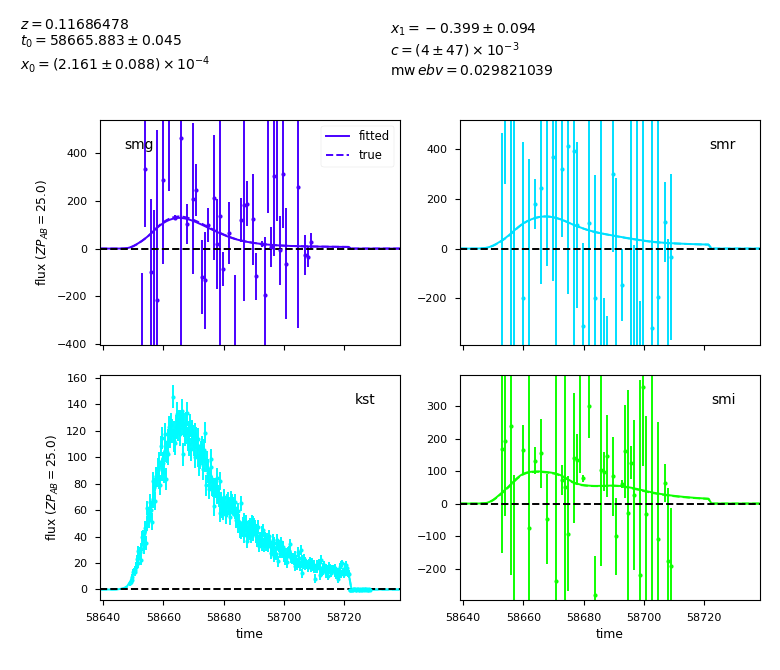 z = 0.11686478
t₀ = 58665.883 ± 0.045
x₀ = (2.161 ± 0.088) × 10⁻⁴
x₁ = −0.399 ± 0.094
c = (4 ± 47) × 10⁻³
mw ebv = 0.029821039
smg
fitted
true
400
200
0
−200
−400
flux (ZP_AB = 25.0)
smr
400
200
0
−200
kst
160
140
120
100
80
60
40
20
0
flux (ZP_AB = 25.0)
58640 58660 58680 58700 58720
time
smi
300
200
100
0
−100
−200
58640 58660 58680 58700 58720
time